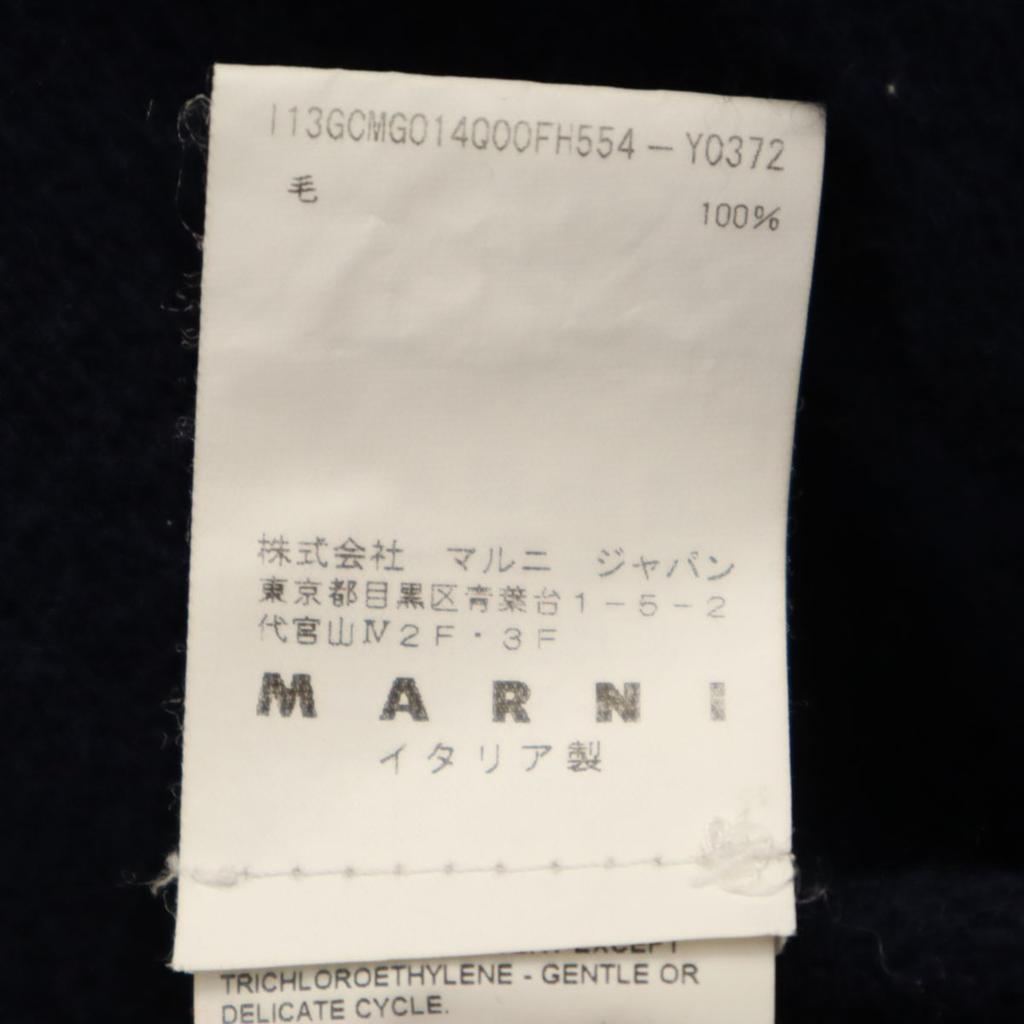 I13GCMG014Q00FH554-Y0372
毛 100%
株式会社 マルニ ジャパン
東京都目黒区青葉台1-5-2
代官山Ⅳ2F・3F
MARNI
イタリア製
EXCEPT
TRICHLOROETHYLENE - GENTLE OR
DELICATE CYCLE.